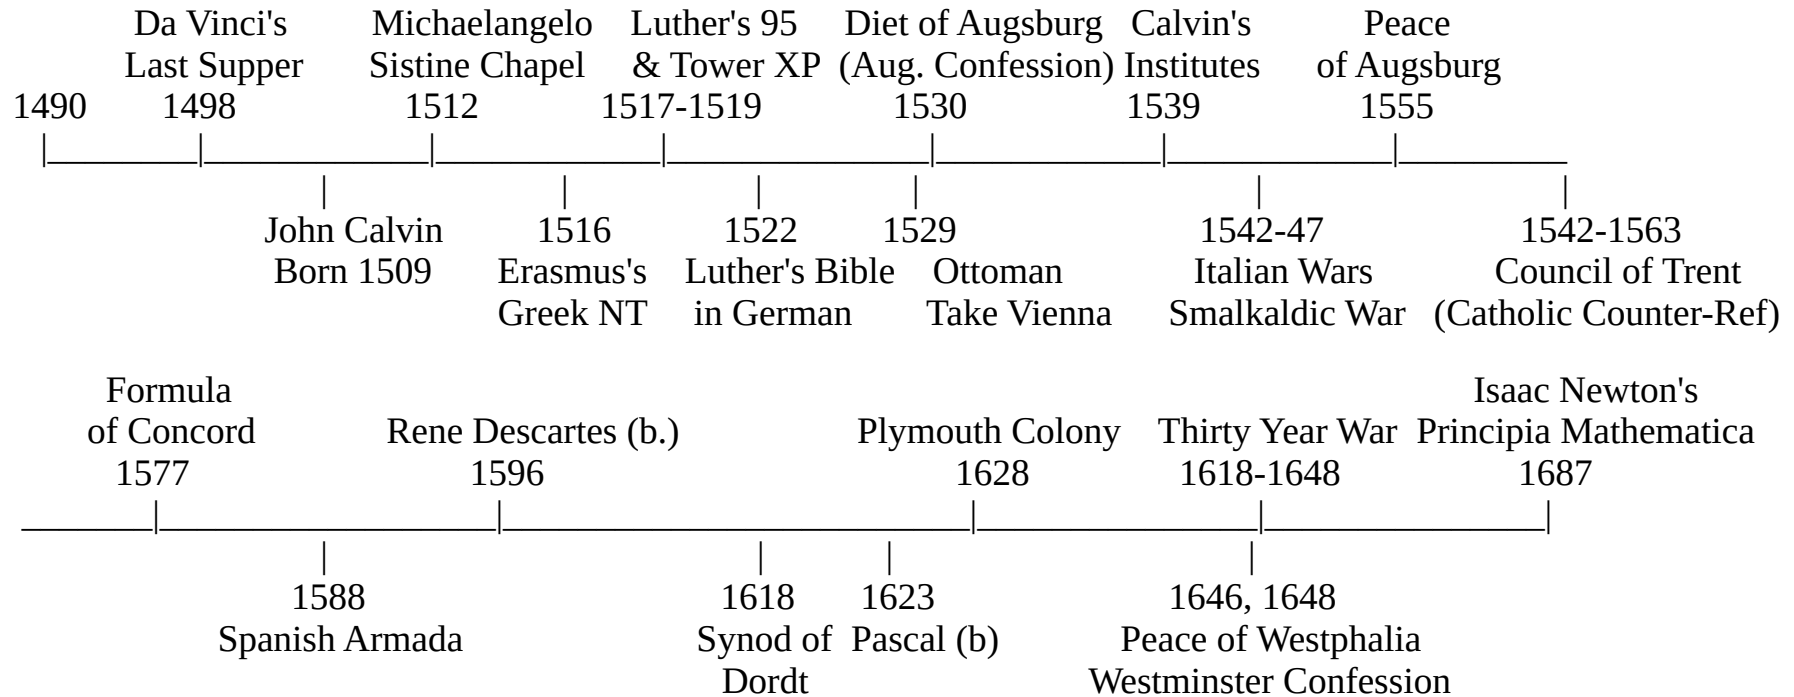 Da Vinci's Michaelangelo Luther's 95 Diet of Augsburg Calvin's Peace
Last Supper Sistine Chapel & Tower XP (Aug. Confession) Institutes of Augsburg
1490 1498 1512 1517-1519 1530 1539 1555
John Calvin 1516 1522 1529 1542-47 1542-1563
Born 1509 Erasmus's Luther's Bible Ottoman Italian Wars Council of Trent
Greek NT in German Take Vienna Smalkaldic War (Catholic Counter-Ref)
Formula Isaac Newton's
of Concord Rene Descartes (b.) Plymouth Colony Thirty Year War Principia Mathematica
1577 1596 1628 1618-1648 1687
1588 1618 1623 1646, 1648
Spanish Armada Synod of Pascal (b) Peace of Westphalia
Dordt Westminster Confession